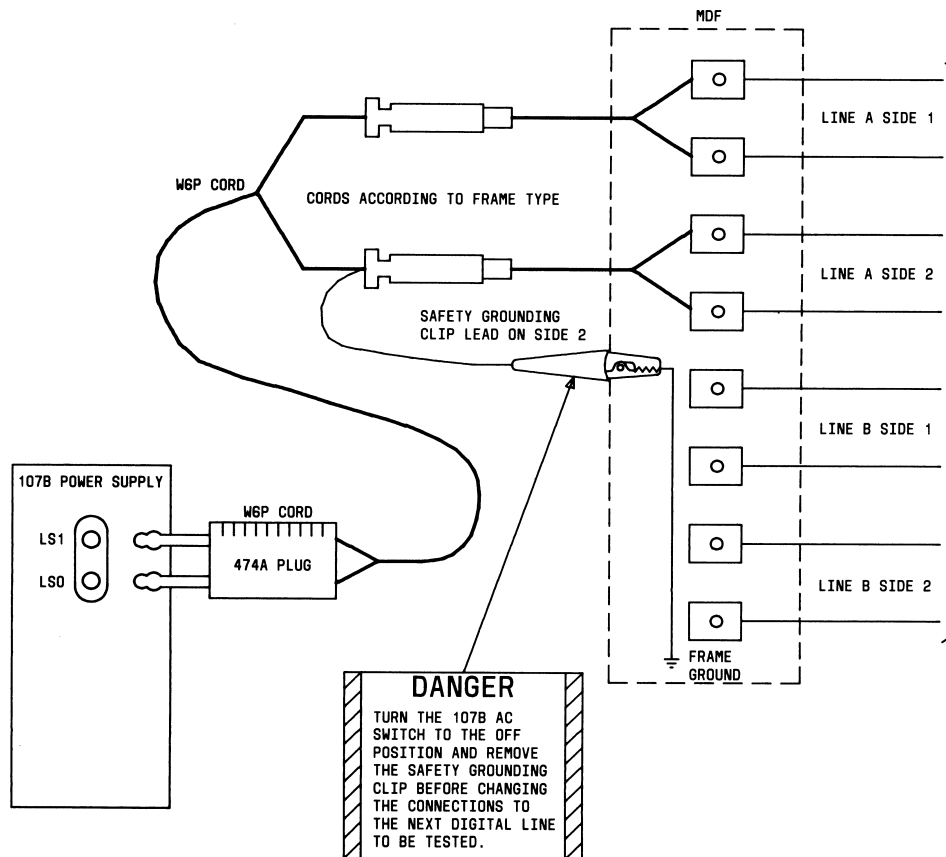 MDF
LINE A SIDE 1
W6P CORD
CORDS ACCORDING TO FRAME TYPE
LINE A SIDE 2
SAFETY GROUNDING
CLIP LEAD ON SIDE 2
LINE B SIDE 1
107B POWER SUPPLY
W6P CORD
LS1
474A PLUG
LS0
LINE B SIDE 2
FRAME
GROUND
DANGER
TURN THE 107B AC
SWITCH TO THE OFF
POSITION AND REMOVE
THE SAFETY GROUNDING
CLIP BEFORE CHANGING
THE CONNECTIONS TO
THE NEXT DIGITAL LINE
TO BE TESTED.